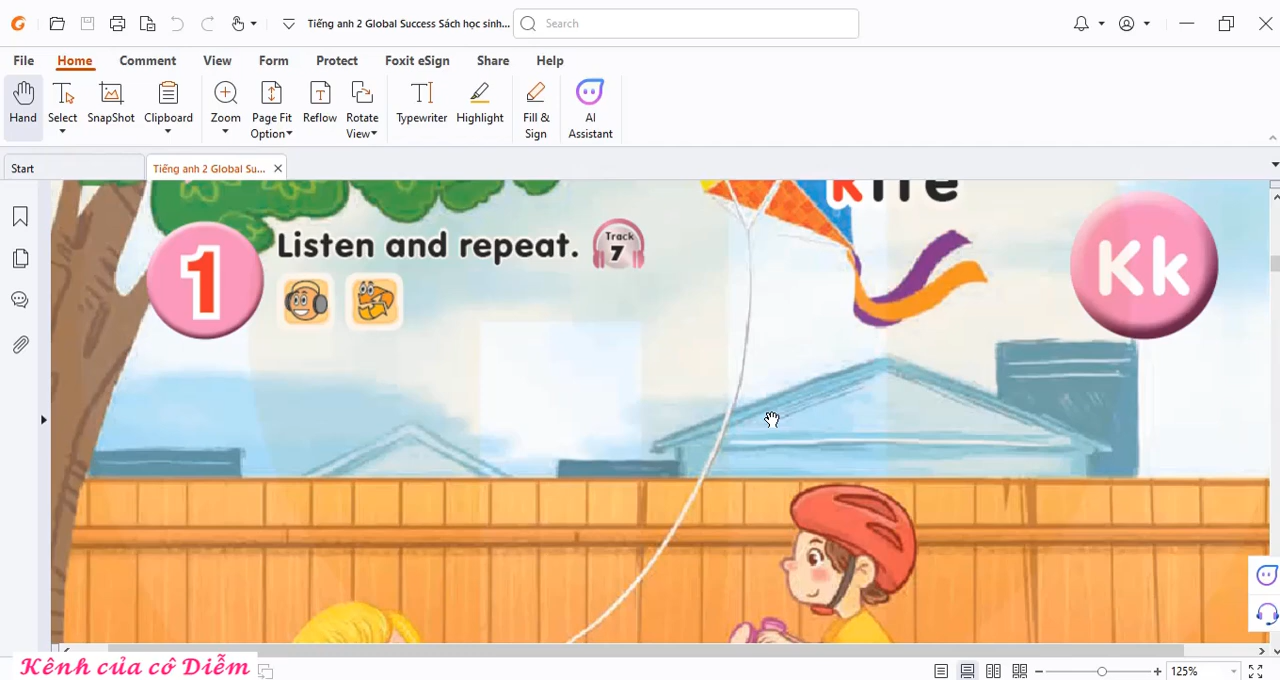 Tiếng anh 2 Global Success Sách học sinh...
Search
File Home Comment View Form Protect Foxit eSign Share Help
Hand Select SnapShot Clipboard Zoom Page Fit Option Reflow Rotate View Typewriter Highlight Fill & Sign AI Assistant
Start
Tiếng anh 2 Global Su...
kite
1
Listen and repeat.
Track
7
Kk
Kênh của cô Diễm
125%